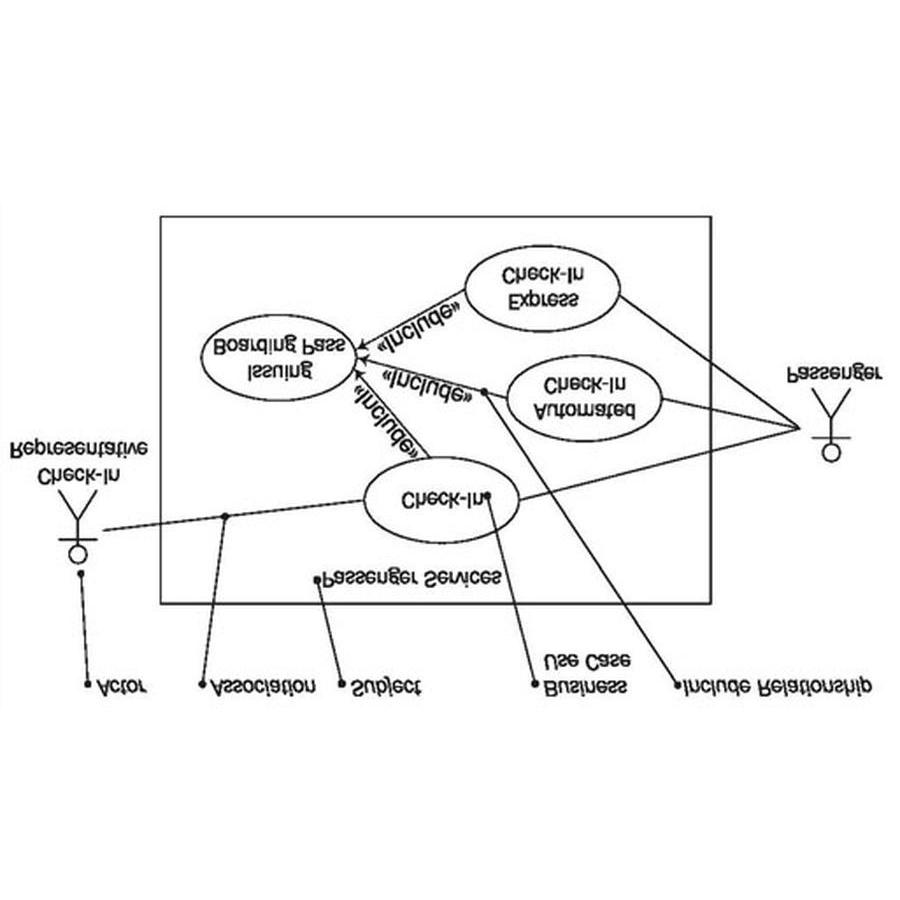 Actor
Association
Subject
Business
Use Case
Include Relationship
Passenger Services
Check-In
Check-In
Representative
«Include»
«Include»
«Include»
Automated
Check-In
Passenger
Issuing
Boarding Pass
Express
Check-In